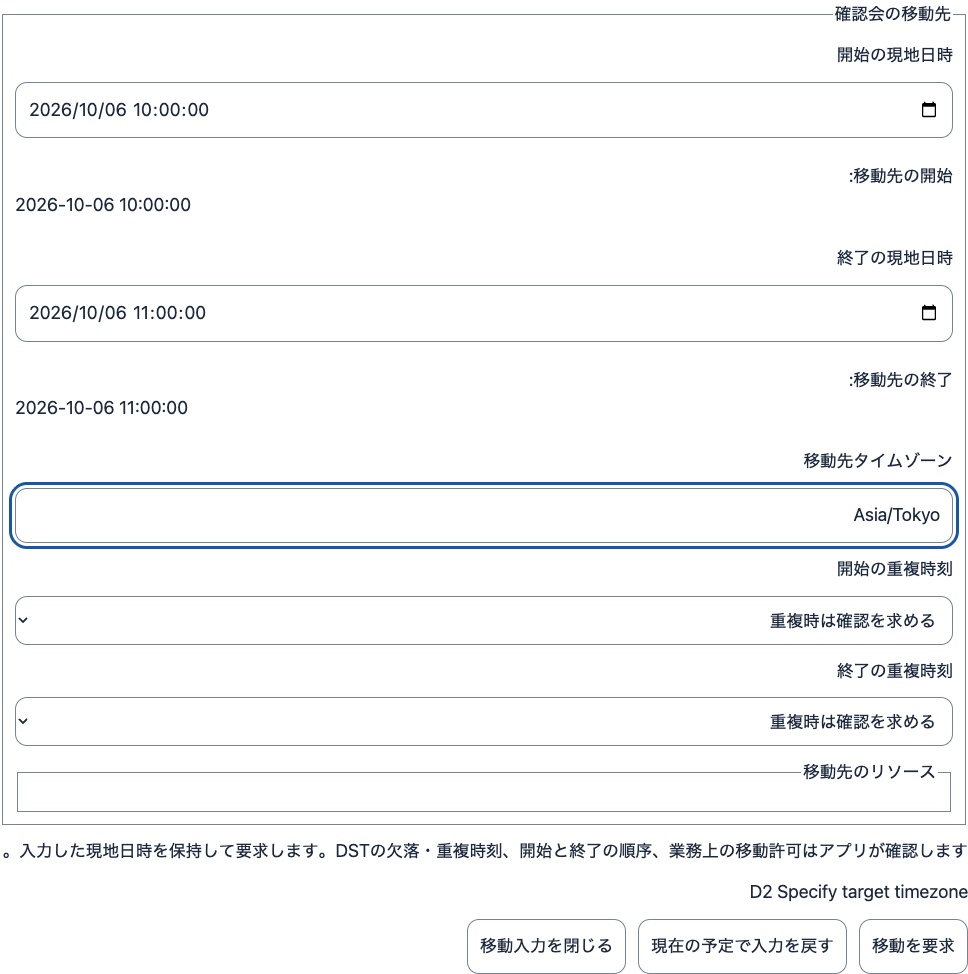 確認会の移動先
開始の現地日時
2026/10/06 10:00:00
:移動先の開始
2026-10-06 10:00:00
終了の現地日時
2026/10/06 11:00:00
:移動先の終了
2026-10-06 11:00:00
移動先タイムゾーン
Asia/Tokyo
開始の重複時刻
重複時は確認を求める
終了の重複時刻
重複時は確認を求める
移動先のリソース
。入力した現地日時を保持して要求します。DSTの欠落・重複時刻、開始と終了の順序、業務上の移動許可はアプリが確認します
D2 Specify target timezone
移動入力を閉じる 現在の予定で入力を戻す 移動を要求